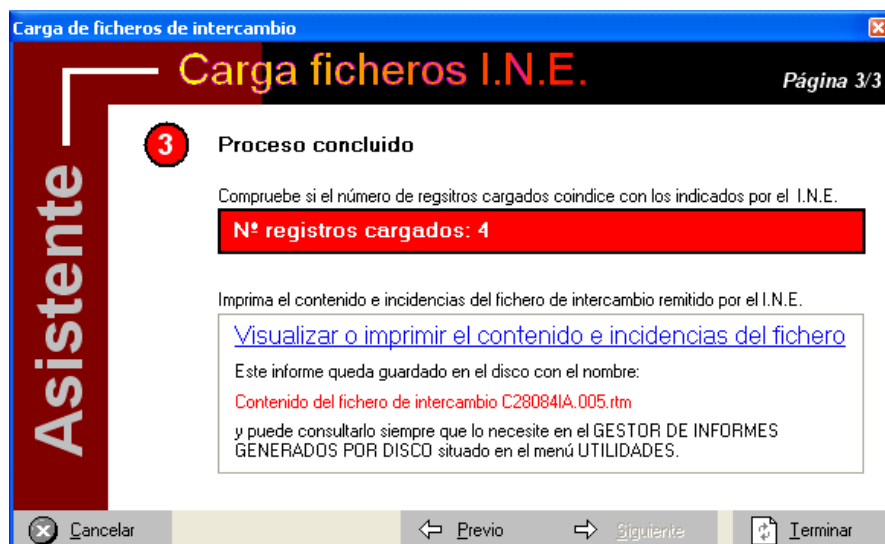 Carga de ficheros de intercambio
Carga ficheros I.N.E.
Página 3/3
Asistente
3
Proceso concluido
Compruebe si el número de regsitros cargados coindice con los indicados por el I.N.E.
Nº registros cargados: 4
Imprima el contenido e incidencias del fichero de intercambio remitido por el I.N.E.
Visualizar o imprimir el contenido e incidencias del fichero
Este informe queda guardado en el disco con el nombre:
Contenido del fichero de intercambio C28084IA.005.rtm
y puede consultarlo siempre que lo necesite en el GESTOR DE INFORMES
GENERADOS POR DISCO situado en el menú UTILIDADES.
Cancelar
Previo
Siguiente
Terminar